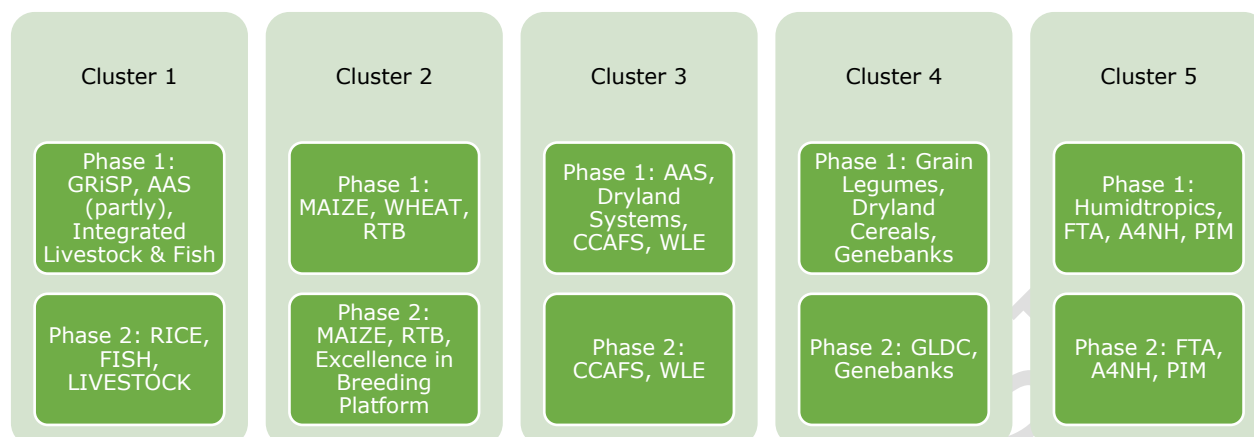 Cluster 1
Phase 1:
GRiSP, AAS
(partly),
Integrated
Livestock & Fish
Phase 2: RICE,
FISH,
LIVESTOCK
Cluster 2
Phase 1:
MAIZE, WHEAT,
RTB
Phase 2:
MAIZE, RTB,
Excellence in
Breeding
Platform
Cluster 3
Phase 1: AAS,
Dryland
Systems,
CCAFS, WLE
Phase 2:
CCAFS, WLE
Cluster 4
Phase 1: Grain
Legumes,
Dryland
Cereals,
Genebanks
Phase 2: GLDC,
Genebanks
Cluster 5
Phase 1:
Humidtropics,
FTA, A4NH, PIM
Phase 2: FTA,
A4NH, PIM